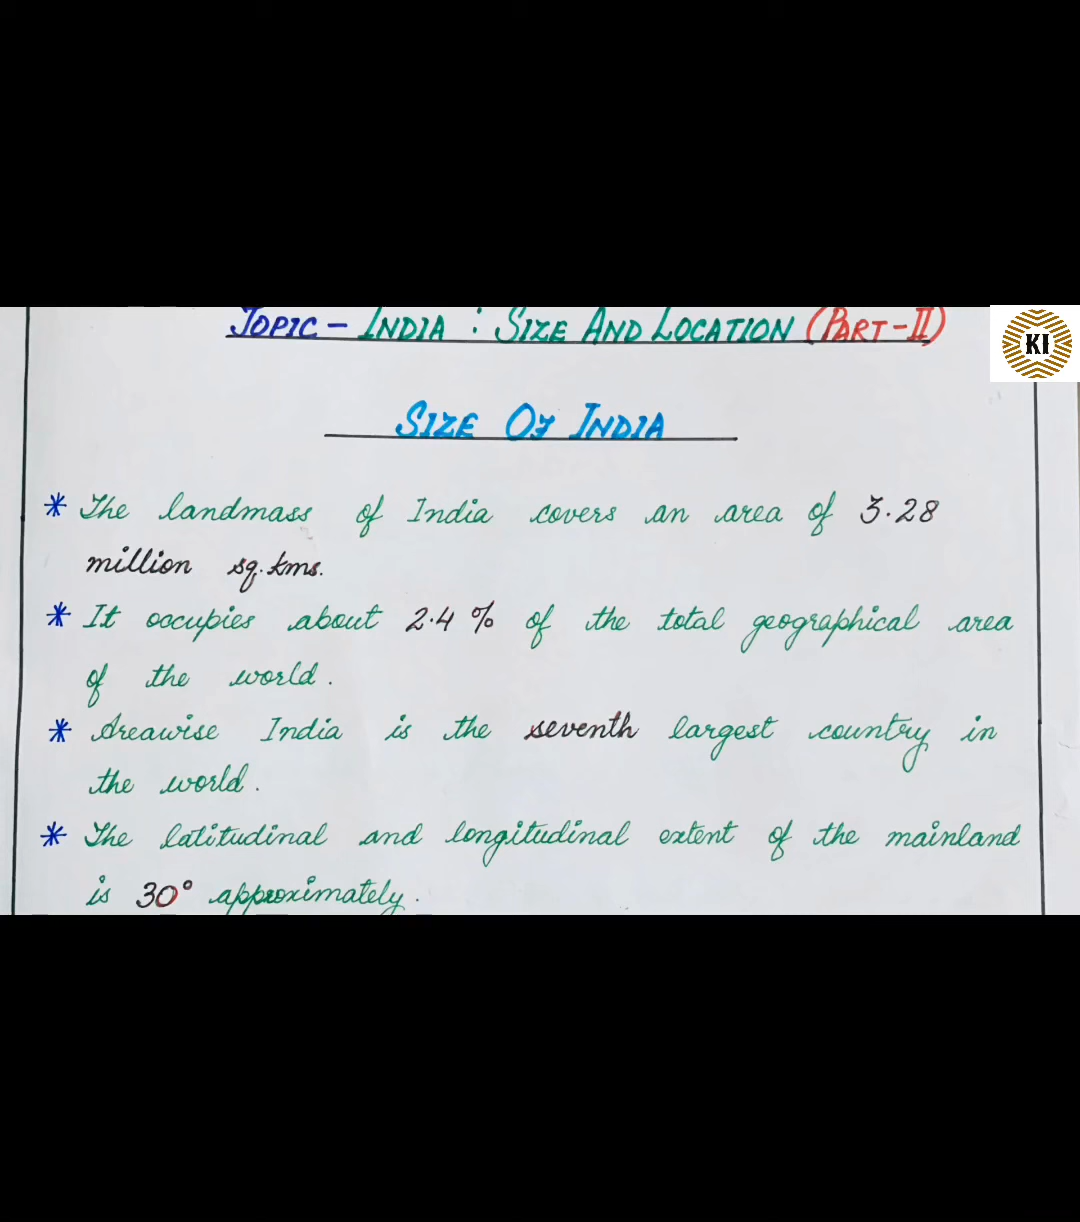 TOPIC - INDIA : SIZE AND LOCATION (PART-II)
KI
SIZE OF INDIA
* The landmass of India covers an area of 3.28
million sq.kms.
* It occupies about 2.4 % of the total geographical area
of the world.
* Areawise India is the seventh largest country in
the world.
* The latitudinal and longitudinal extent of the mainland
is 30° approximately.